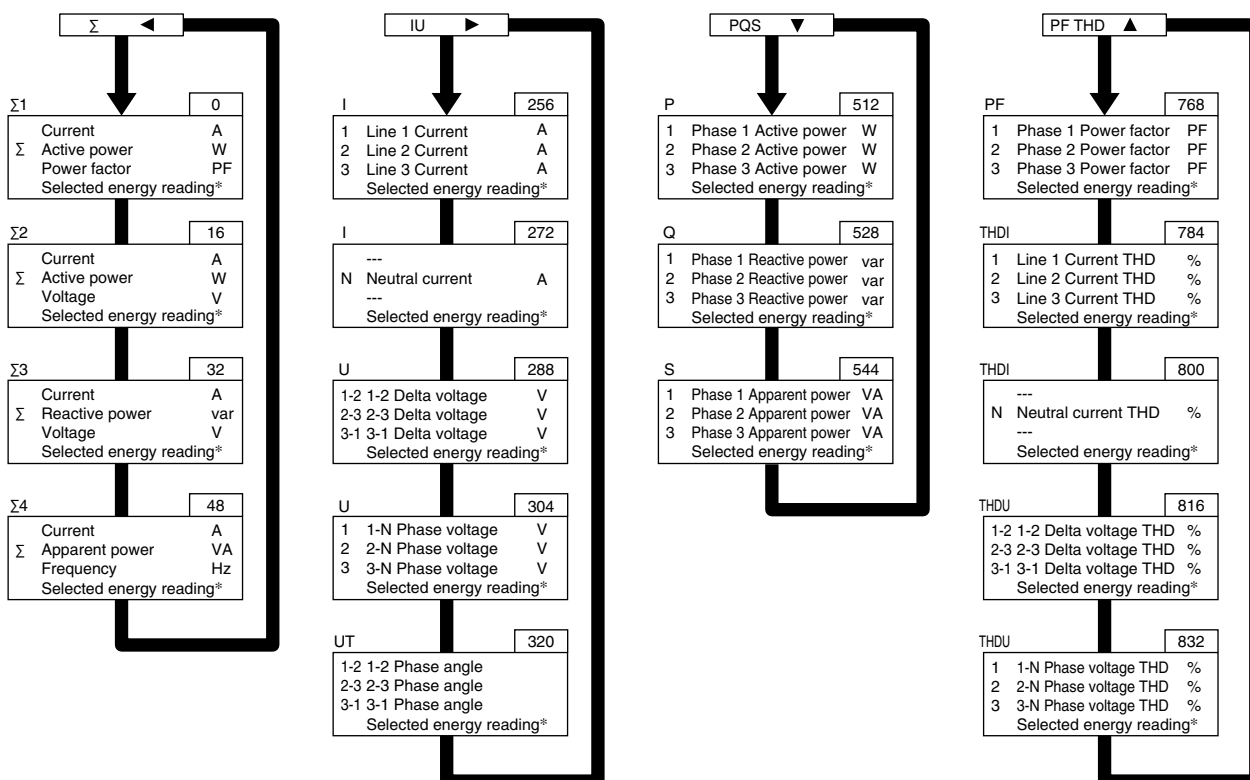 Σ ◄
Σ1 0
Current A
Σ Active power W
Power factor PF
Selected energy reading*
Σ2 16
Current A
Σ Active power W
Voltage V
Selected energy reading*
Σ3 32
Current A
Σ Reactive power var
Voltage V
Selected energy reading*
Σ4 48
Current A
Σ Apparent power VA
Frequency Hz
Selected energy reading*
IU ►
I 256
1 Line 1 Current A
2 Line 2 Current A
3 Line 3 Current A
Selected energy reading*
I 272
---
N Neutral current A
---
Selected energy reading*
U 288
1-2 1-2 Delta voltage V
2-3 2-3 Delta voltage V
3-1 3-1 Delta voltage V
Selected energy reading*
U 304
1 1-N Phase voltage V
2 2-N Phase voltage V
3 3-N Phase voltage V
Selected energy reading*
UT 320
1-2 1-2 Phase angle
2-3 2-3 Phase angle
3-1 3-1 Phase angle
Selected energy reading*
PQS ▼
P 512
1 Phase 1 Active power W
2 Phase 2 Active power W
3 Phase 3 Active power W
Selected energy reading*
Q 528
1 Phase 1 Reactive power var
2 Phase 2 Reactive power var
3 Phase 3 Reactive power var
Selected energy reading*
S 544
1 Phase 1 Apparent power VA
2 Phase 2 Apparent power VA
3 Phase 3 Apparent power VA
Selected energy reading*
PF THD ▲
PF 768
1 Phase 1 Power factor PF
2 Phase 2 Power factor PF
3 Phase 3 Power factor PF
Selected energy reading*
THDI 784
1 Line 1 Current THD %
2 Line 2 Current THD %
3 Line 3 Current THD %
Selected energy reading*
THDI 800
---
N Neutral current THD %
---
Selected energy reading*
THDU 816
1-2 1-2 Delta voltage THD %
2-3 2-3 Delta voltage THD %
3-1 3-1 Delta voltage THD %
Selected energy reading*
THDU 832
1 1-N Phase voltage THD %
2 2-N Phase voltage THD %
3 3-N Phase voltage THD %
Selected energy reading*